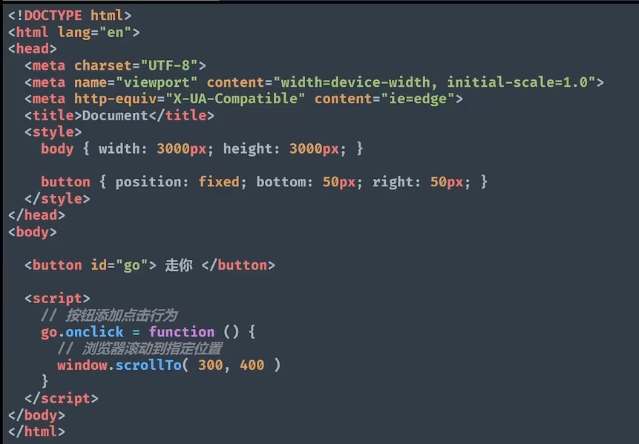 <!DOCTYPE html>
<html lang="en">
<head>
  <meta charset="UTF-8">
  <meta name="viewport" content="width=device-width, initial-scale=1.0">
  <meta http-equiv="X-UA-Compatible" content="ie=edge">
  <title>Document</title>
  <style>
    body { width: 3000px; height: 3000px; }

    button { position: fixed; bottom: 50px; right: 50px; }
  </style>
</head>
<body>

  <button id="go"> 走你 </button>

  <script>
    // 按钮添加点击行为
    go.onclick = function () {
      // 浏览器滚动到指定位置
      window.scrollTo( 300, 400 )
    }
  </script>
</body>
</html>